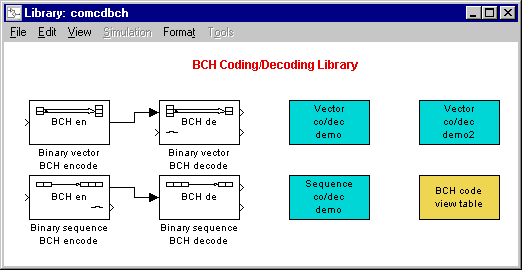 Library: comcdbch
File Edit View Simulation Format Tools
BCH Coding/Decoding Library
BCH en
BCH de
Vector
co/dec
demo
Vector
co/dec
demo2
Binary vector
BCH encode
Binary vector
BCH decode
BCH en
BCH de
Sequence
co/dec
demo
BCH code
view table
Binary sequence
BCH encode
Binary sequence
BCH decode